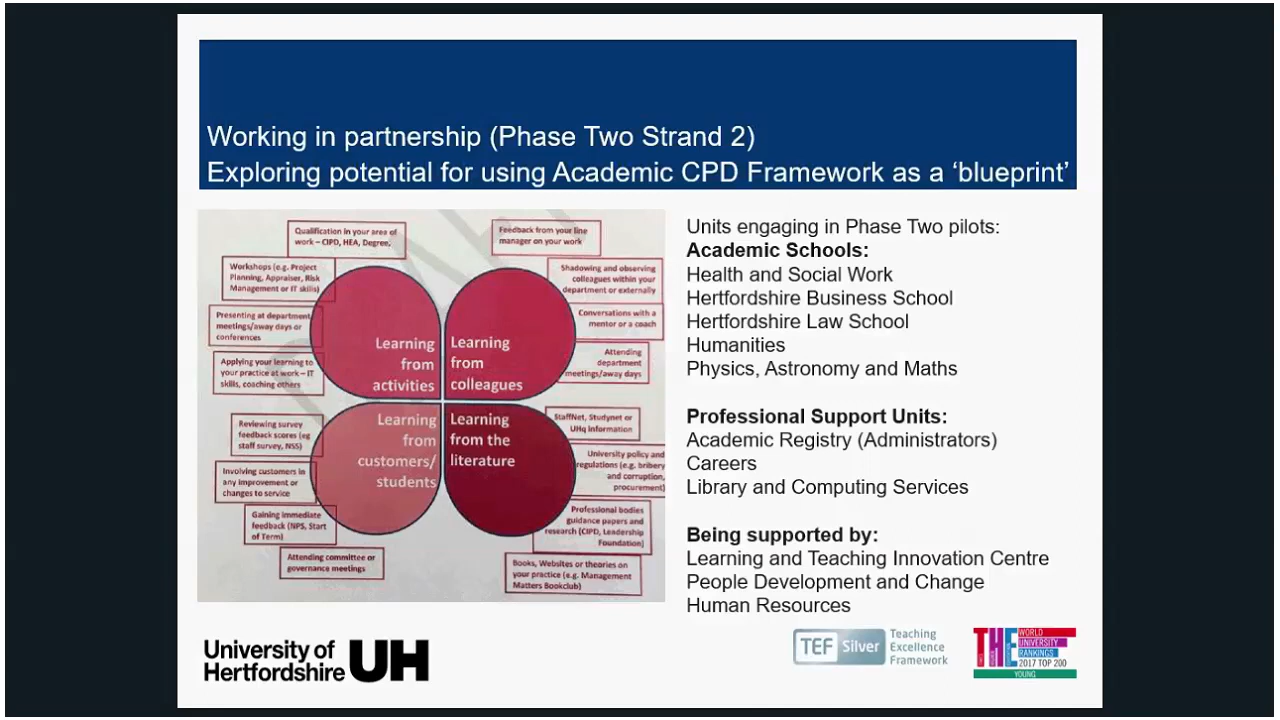 Working in partnership (Phase Two Strand 2)
Exploring potential for using Academic CPD Framework as a ‘blueprint’
Qualification in your area of
work – CIPD, HEA, Degree,
Workshops (e.g. Project
Planning, Appraiser, Risk
Management or IT skills)
Presenting at department
meetings/away days or
conferences
Applying your learning to
your practice at work – IT
skills, coaching others
Feedback from your line
manager on your work
Shadowing and observing
colleagues within your
department or externally
Conversations with a
mentor or a coach
Attending
department
meetings/away days
Learning
from
activities
Learning
from
colleagues
Learning
from
customers/
students
Learning
from the
literature
Reviewing survey
feedback scores (eg
staff survey, NSS)
Involving customers in
any improvement or
changes to service
Gaining immediate
feedback (NPS, Start
of Term)
Attending committee or
governance meetings
StaffNet, Studynet or
UHq information
University policy and
regulations (e.g. bribery
and corruption,
procurement)
Professional bodies
guidance papers and
research (CIPD, Leadership
Foundation)
Books, Websites or theories on
your practice (e.g. Management
Matters Bookclub)
Units engaging in Phase Two pilots:
Academic Schools:
Health and Social Work
Hertfordshire Business School
Hertfordshire Law School
Humanities
Physics, Astronomy and Maths
Professional Support Units:
Academic Registry (Administrators)
Careers
Library and Computing Services
Being supported by:
Learning and Teaching Innovation Centre
People Development and Change
Human Resources
University of
Hertfordshire UH
TEF Silver
Teaching
Excellence
Framework
THE
WORLD
UNIVERSITY
RANKINGS
2017 TOP 200
YOUNG